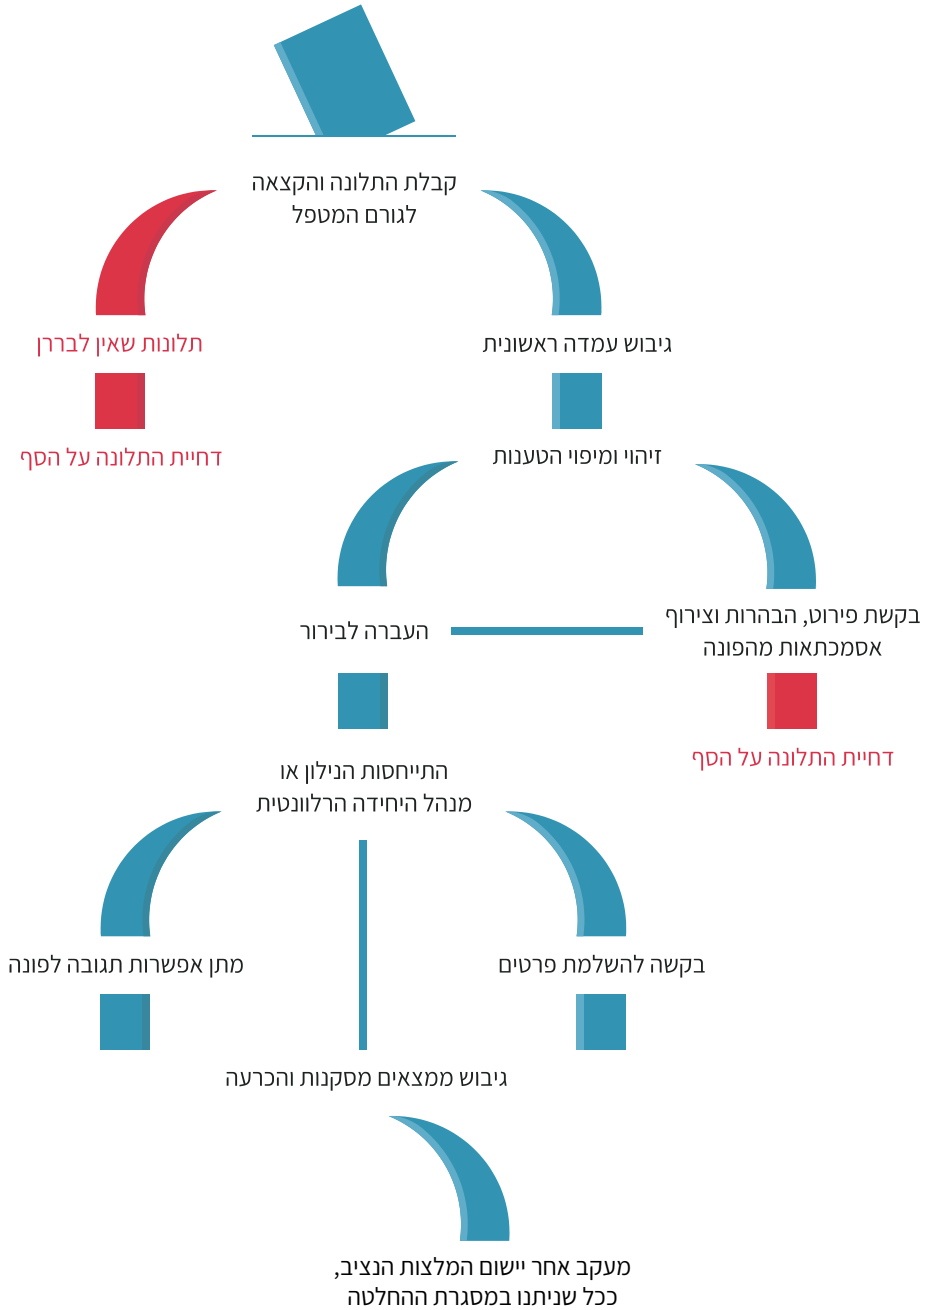 קבלת התלונה והקצאה
לגורם המטפל
גיבוש עמדה ראשונית
תלונות שאין לבררן
זיהוי ומיפוי הטענות
דחיית התלונה על הסף
בקשת פירוט, הבהרות וצירוף
אסמכתאות מהפונה
העברה לבירור
דחיית התלונה על הסף
התייחסות הנילון או
מנהל היחידה הרלוונטית
בקשה להשלמת פרטים
מתן אפשרות תגובה לפונה
גיבוש ממצאים מסקנות והכרעה
מעקב אחר יישום המלצות הנציב,
ככל שניתנו במסגרת ההחלטה